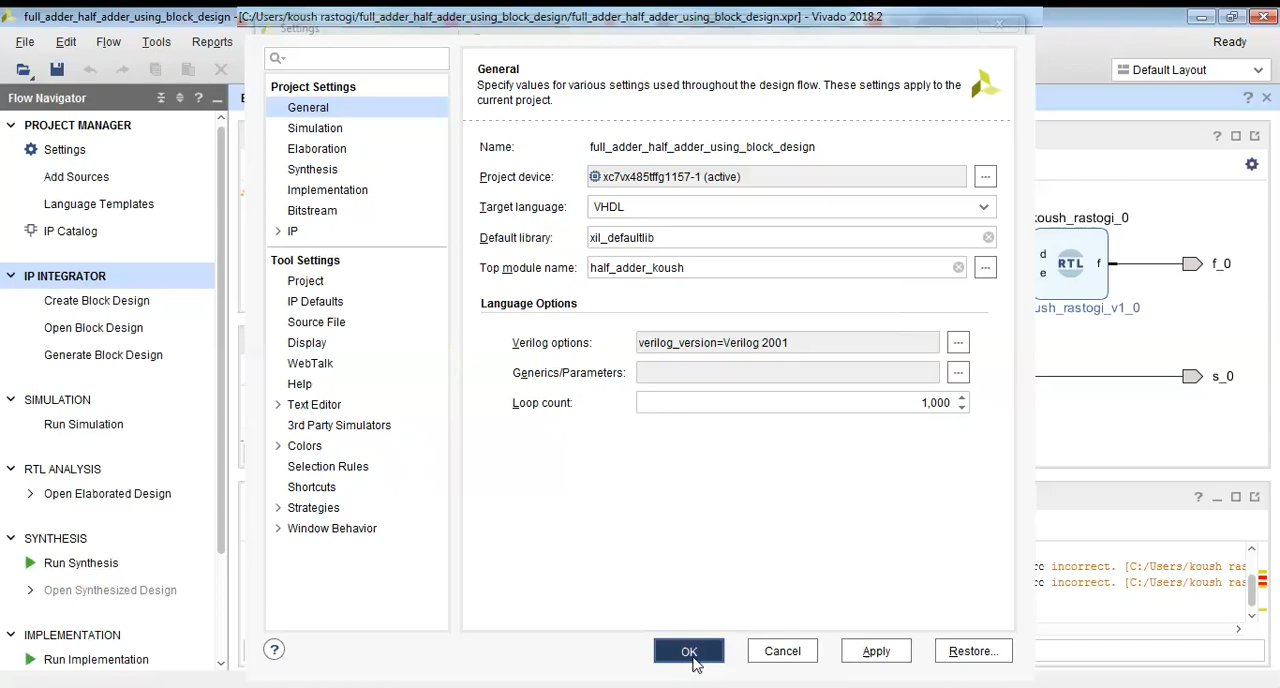 full_adder_half_adder_using_block_design - [C:/Users/koush rastogi/full_adder_half_adder_using_block_design/full_adder_half_adder_using_block_design.xpr] - Vivado 2018.2
Settings
File Edit Flow Tools Reports
Ready
Default Layout
Flow Navigator
PROJECT MANAGER
Settings
Add Sources
Language Templates
IP Catalog
IP INTEGRATOR
Create Block Design
Open Block Design
Generate Block Design
SIMULATION
Run Simulation
RTL ANALYSIS
Open Elaborated Design
SYNTHESIS
Run Synthesis
Open Synthesized Design
IMPLEMENTATION
Run Implementation
Project Settings
General
Simulation
Elaboration
Synthesis
Implementation
Bitstream
IP
Tool Settings
Project
IP Defaults
Source File
Display
WebTalk
Help
Text Editor
3rd Party Simulators
Colors
Selection Rules
Shortcuts
Strategies
Window Behavior
General
Specify values for various settings used throughout the design flow. These settings apply to the
current project.
Name: full_adder_half_adder_using_block_design
Project device: xc7vx485tffg1157-1 (active)
Target language: VHDL
Default library: xil_defaultlib
Top module name: half_adder_koush
Language Options
Verilog options: verilog_version=Verilog 2001
Generics/Parameters:
Loop count: 1,000
OK Cancel Apply Restore...
koush_rastogi_0
d
e
RTL
f
f_0
ush_rastogi_v1_0
s_0
incorrect. [C:/Users/koush ras
incorrect. [C:/Users/koush ras